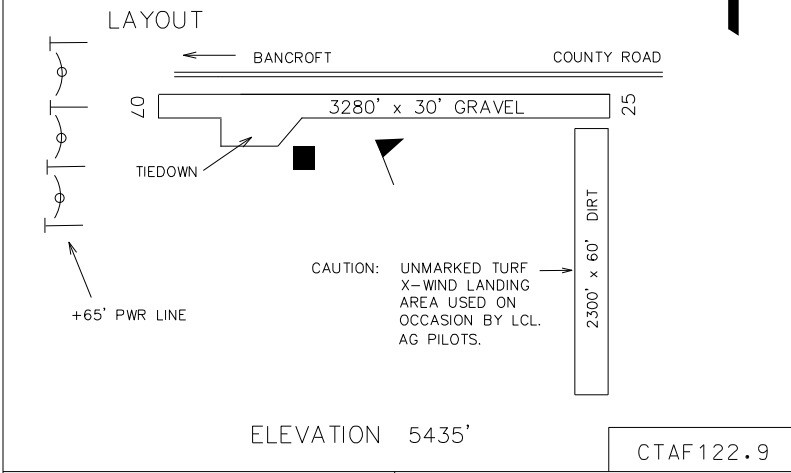 LAYOUT
BANCROFT
COUNTY ROAD
07
3280' x 30' GRAVEL
25
TIEDOWN
2300' x 60' DIRT
CAUTION: UNMARKED TURF
X-WIND LANDING
AREA USED ON
OCCASION BY LCL.
AG PILOTS.
+65' PWR LINE
ELEVATION 5435'
CTAF122.9